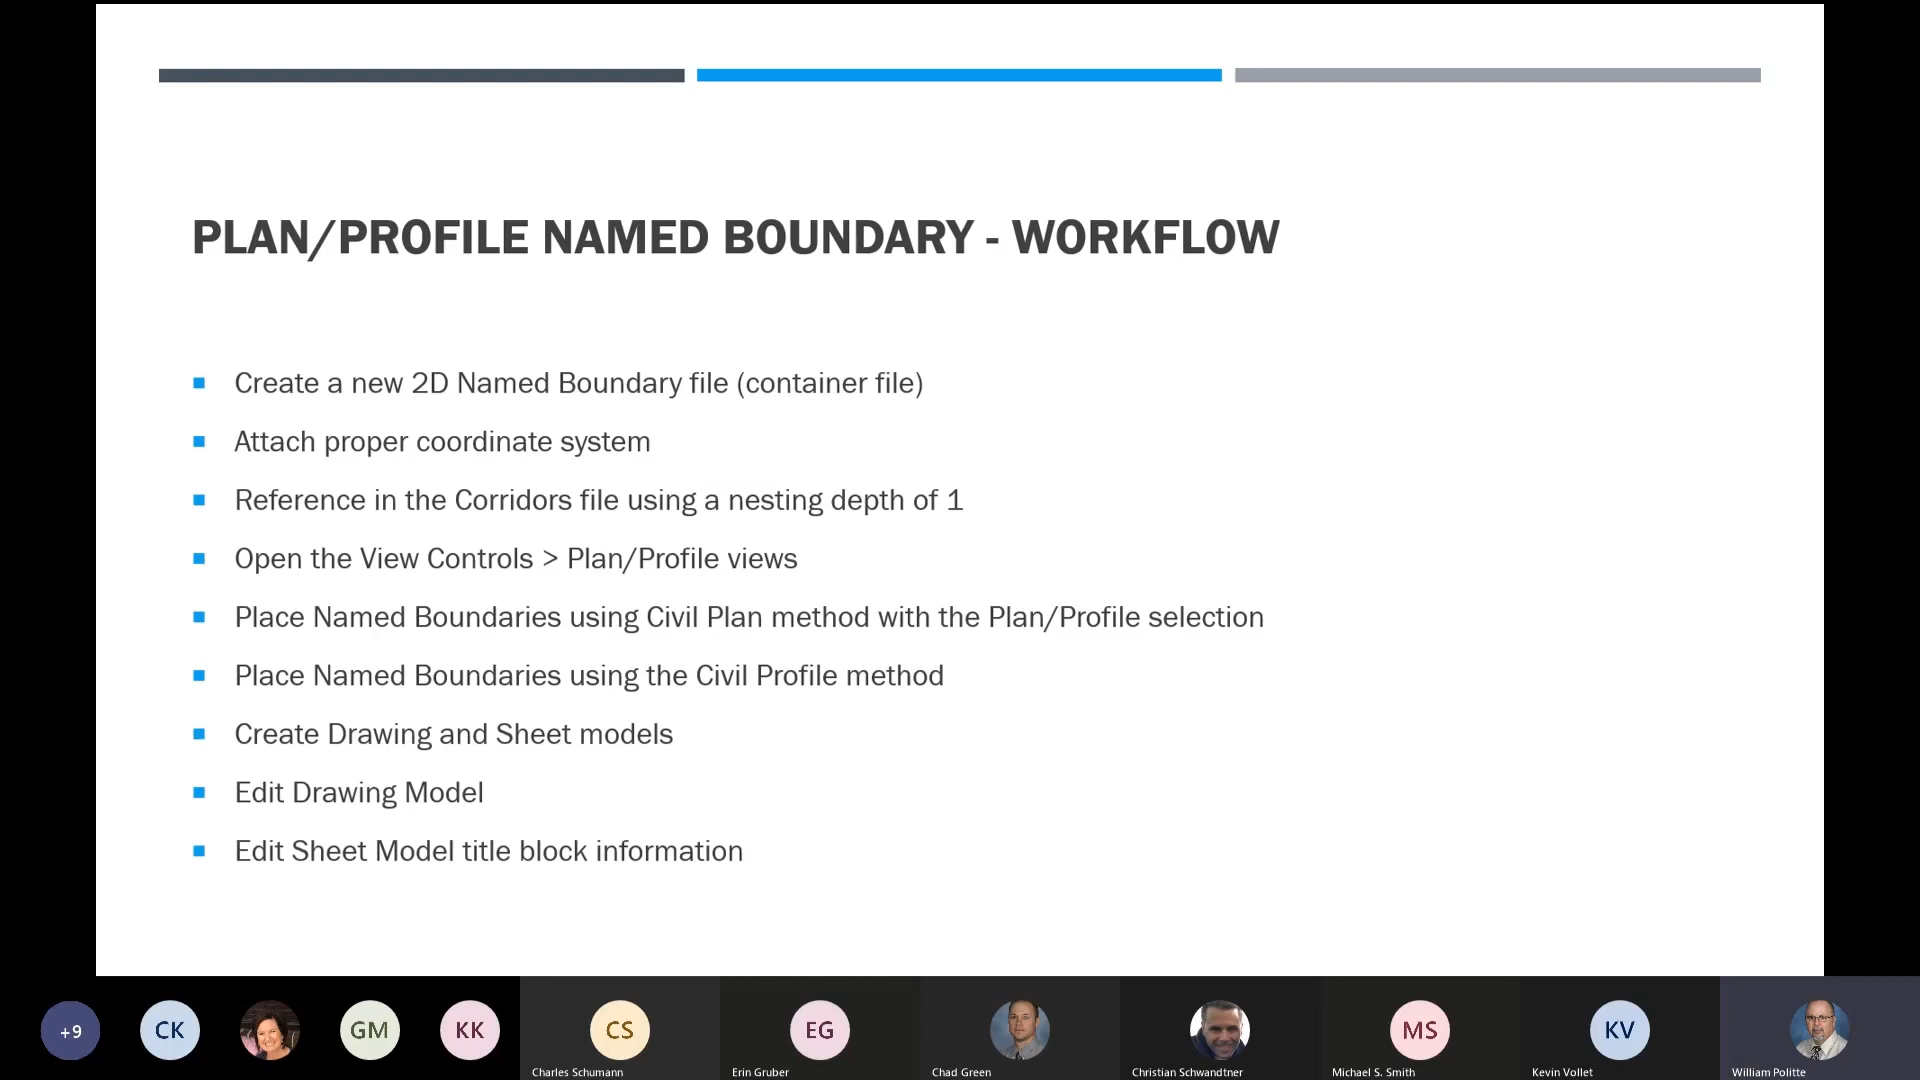 PLAN/PROFILE NAMED BOUNDARY - WORKFLOW
Create a new 2D Named Boundary file (container file)
Attach proper coordinate system
Reference in the Corridors file using a nesting depth of 1
Open the View Controls > Plan/Profile views
Place Named Boundaries using Civil Plan method with the Plan/Profile selection
Place Named Boundaries using the Civil Profile method
Create Drawing and Sheet models
Edit Drawing Model
Edit Sheet Model title block information
+9 CK GM KK CS EG MS KV
Charles Schumann Erin Gruber Chad Green Christian Schwandtner Michael S. Smith Kevin Vollet William Politte